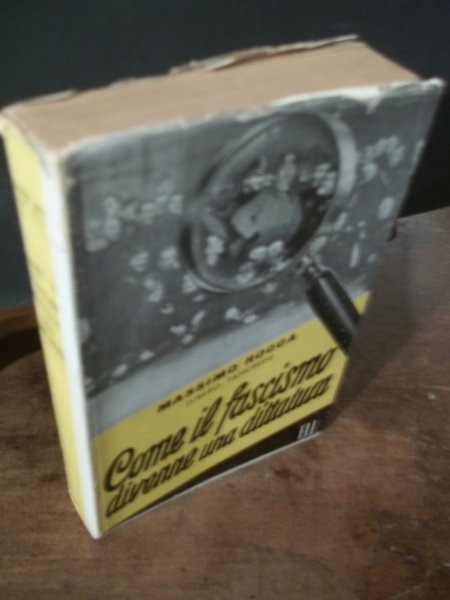 MASSIMO ROCCA
Come il fascismo
divenne una dittatura